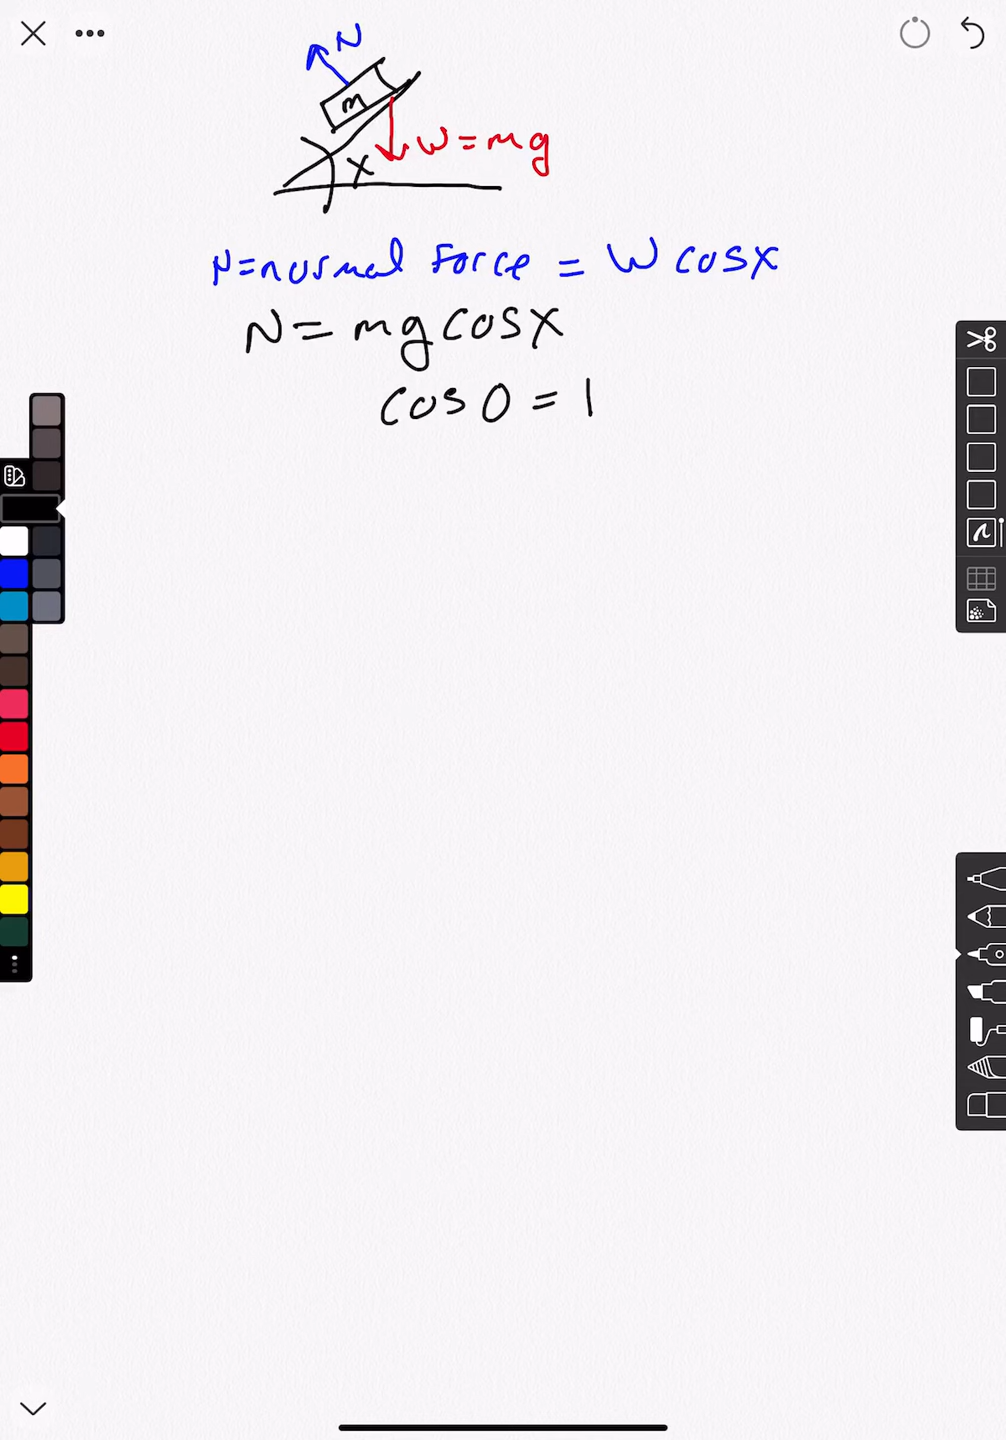 N
m
W=mg
x
N=normal Force = W cosx
N= mg cosx
cos 0 = 1